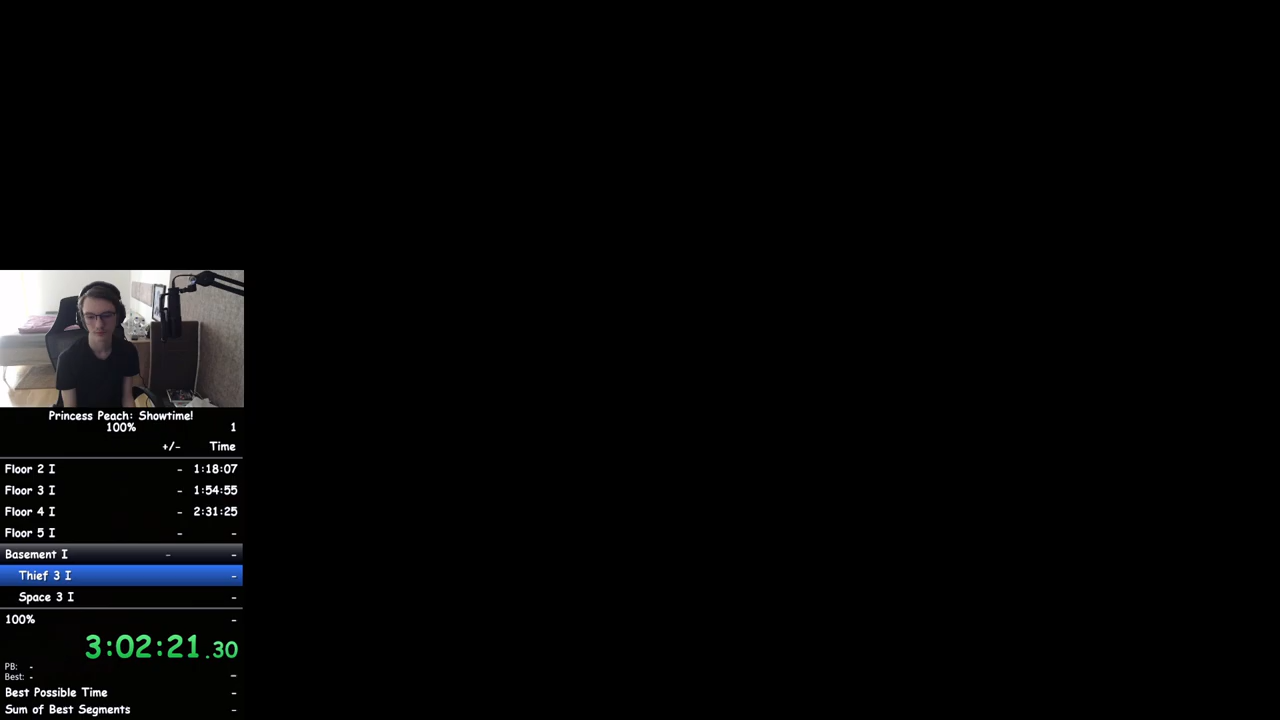 Princess Peach: Showtime!
100% 1
+/- Time
Floor 2 I - 1:18:07
Floor 3 I - 1:54:55
Floor 4 I - 2:31:25
Floor 5 I - -
Basement I - -
Thief 3 I -
Space 3 I -
100% -
3:02:21.30
PB: -
Best: - -
Best Possible Time -
Sum of Best Segments -